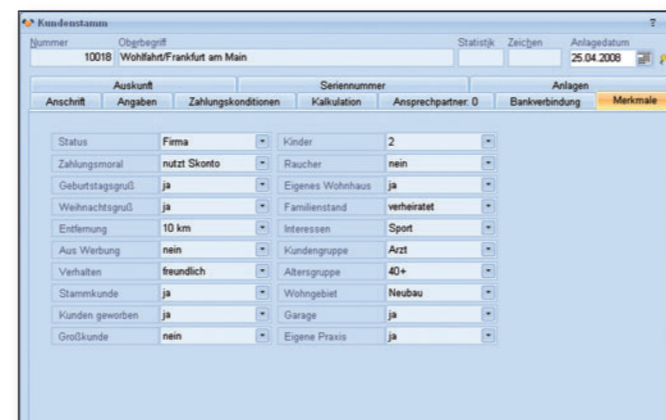 Kundenstamm ?
Nummer Oberbegriff Statistik Zeichen Anlagedatum
10018 Wohlfahrt/Frankfurt am Main 25.04.2008
Auskunft Seriennummer Anlagen
Anschrift Angaben Zahlungskonditionen Kalkulation Ansprechpartner: 0 Bankverbindung Merkmale
Status Firma Kinder 2
Zahlungsmoral nutzt Skonto Raucher nein
Geburtstagsgruß ja Eigenes Wohnhaus ja
Weihnachtsgruß ja Familienstand verheiratet
Entfernung 10 km Interessen Sport
Aus Werbung nein Kundengruppe Arzt
Verhalten freundlich Altersgruppe 40+
Stammkunde ja Wohngebiet Neubau
Kunden geworben ja Garage ja
Großkunde nein Eigene Praxis ja